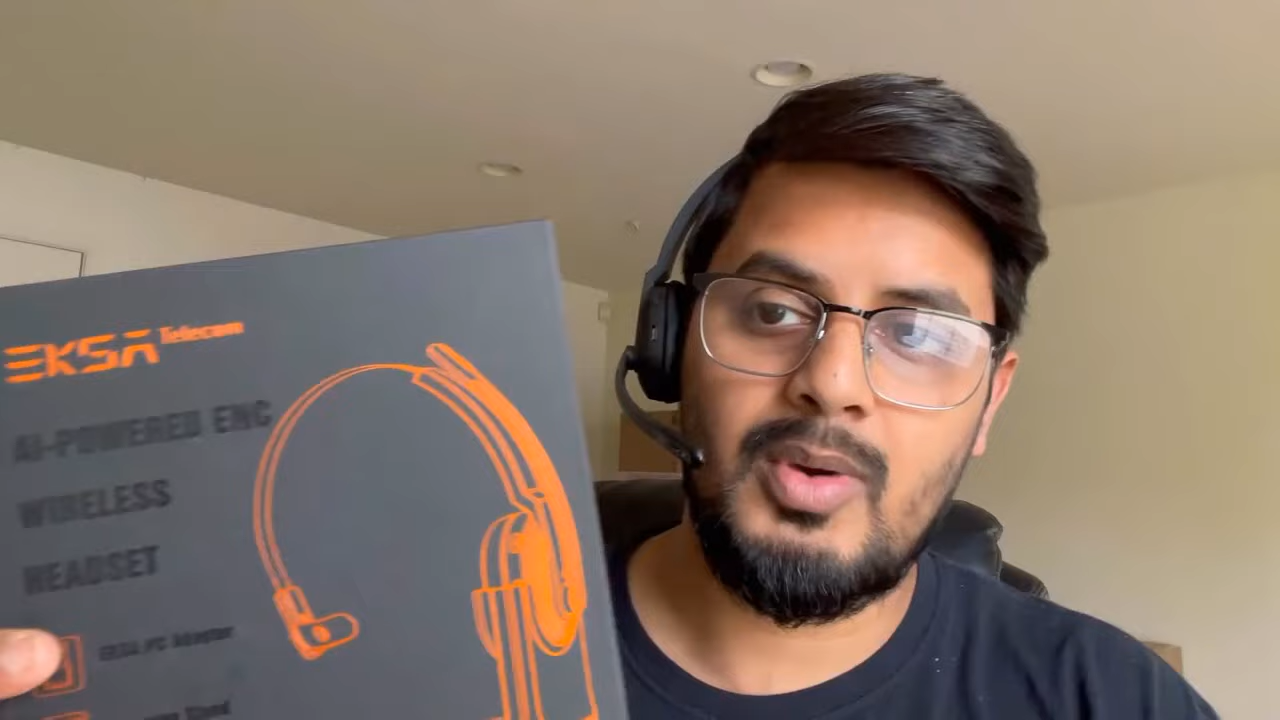 EKSA Telecom
AI-POWERED ENC
WIRELESS
HEADSET
EKSA PC Adapter